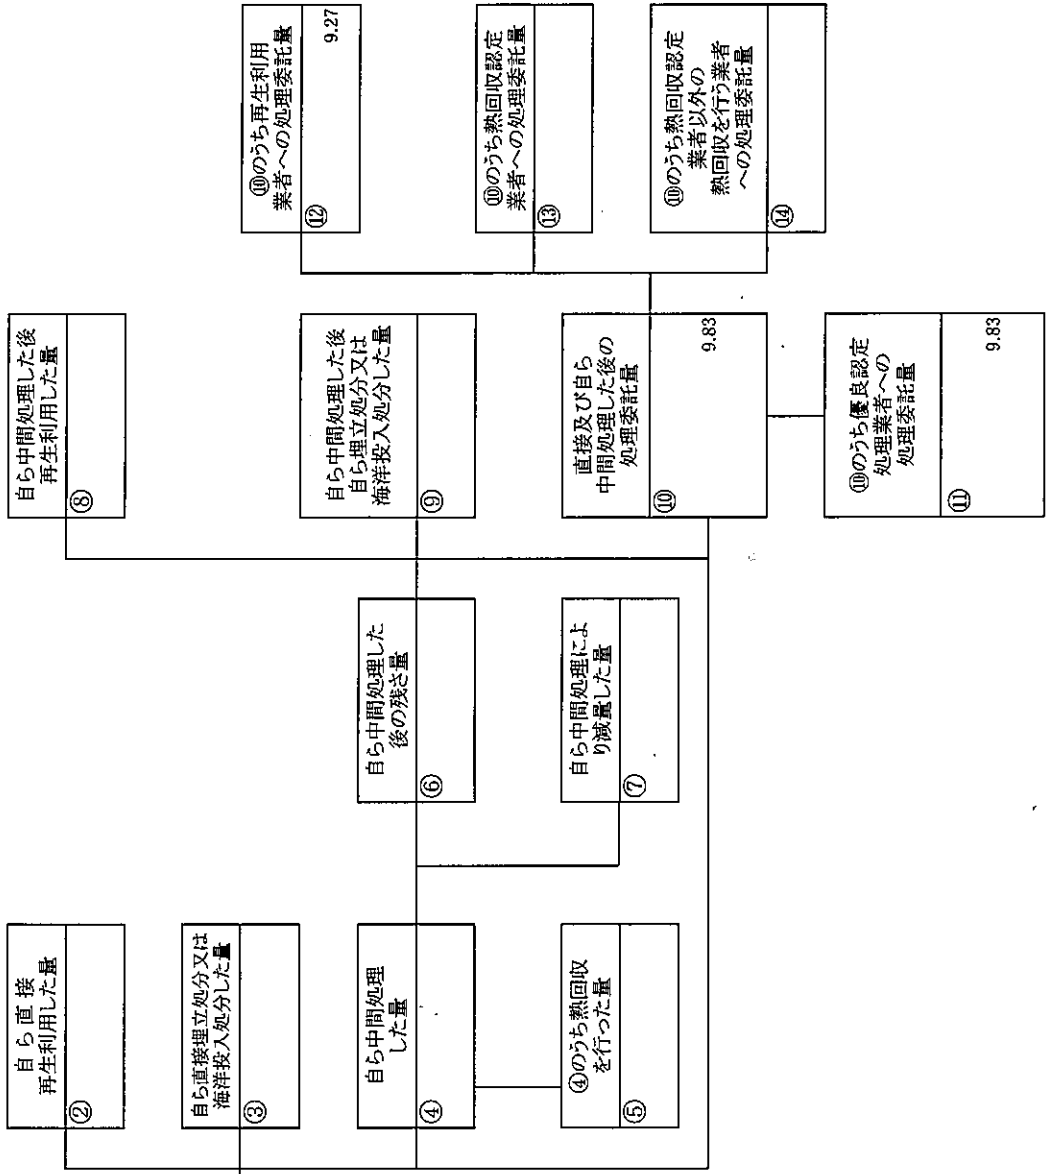 自ら直接
再生利用した量
②
自ら直接埋立処分又は
海洋投入処分した量
③
自ら中間処理
した量
④
④のうち熱回収
を行った量
⑤
自ら中間処理した
後の残さ量
⑥
自ら中間処理によ
り減量した量
⑦
自ら中間処理した後
再生利用した量
⑧
自ら中間処理した後
自ら埋立処分又は
海洋投入処分した量
⑨
直接及び自ら
中間処理した後の
処理委託量
⑩
9.83
⑩のうち優良認定
処理業者への
処理委託量
⑪
9.83
⑩のうち再生利用
業者への処理委託量
⑫
9.27
⑩のうち熱回収認定
業者への処理委託量
⑬
⑩のうち熱回収認定
業者以外の
熱回収を行う業者
への処理委託量
⑭